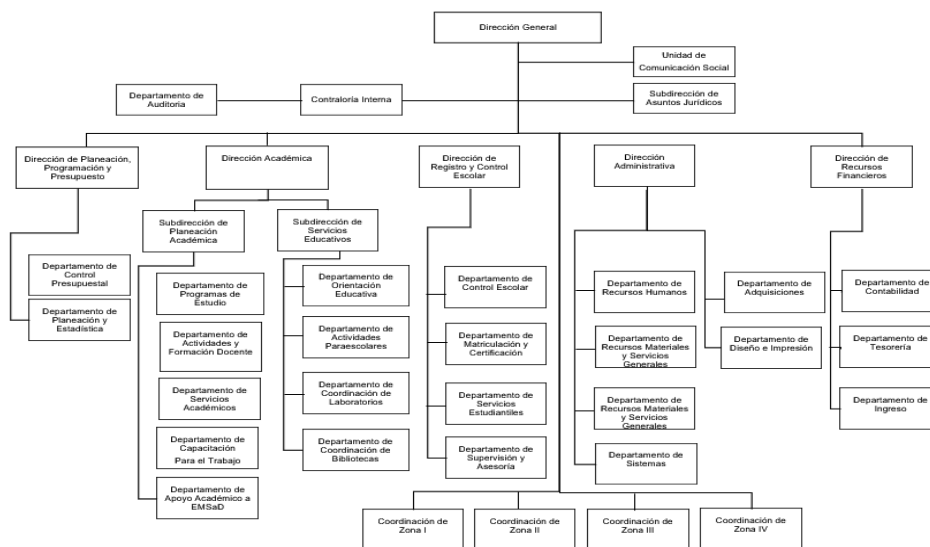 Dirección General
Unidad de
Comunicación Social
Departamento de
Auditoria
Contraloría Interna
Subdirección de
Asuntos Jurídicos
Dirección de Planeación,
Programación y
Presupuesto
Dirección Académica
Dirección de
Registro y Control
Escolar
Dirección
Administrativa
Dirección de
Recursos
Financieros
Subdirección de
Planeación
Académica
Subdirección de
Servicios
Educativos
Departamento de
Control
Presupuestal
Departamento de
Planeación y
Estadística
Departamento de
Programas de
Estudio
Departamento de
Actividades y
Formación Docente
Departamento de
Servicios
Académicos
Departamento de
Capacitación
Para el Trabajo
Departamento de
Apoyo Académico a
EMSaD
Departamento de
Orientación
Educativa
Departamento de
Actividades
Paraescolares
Departamento de
Coordinación de
Laboratorios
Departamento de
Coordinación de
Bibliotecas
Departamento de
Control Escolar
Departamento de
Matriculación y
Certificación
Departamento de
Servicios
Estudiantiles
Departamento de
Supervisión y
Asesoría
Departamento de
Recursos Humanos
Departamento de
Recursos Materiales
y Servicios
Generales
Departamento de
Recursos Materiales
y Servicios
Generales
Departamento de
Sistemas
Departamento de
Adquisiciones
Departamento de
Diseño e Impresión
Departamento de
Contabilidad
Departamento de
Tesorería
Departamento de
Ingreso
Coordinación de
Zona I
Coordinación de
Zona II
Coordinación de
Zona III
Coordinación de
Zona IV